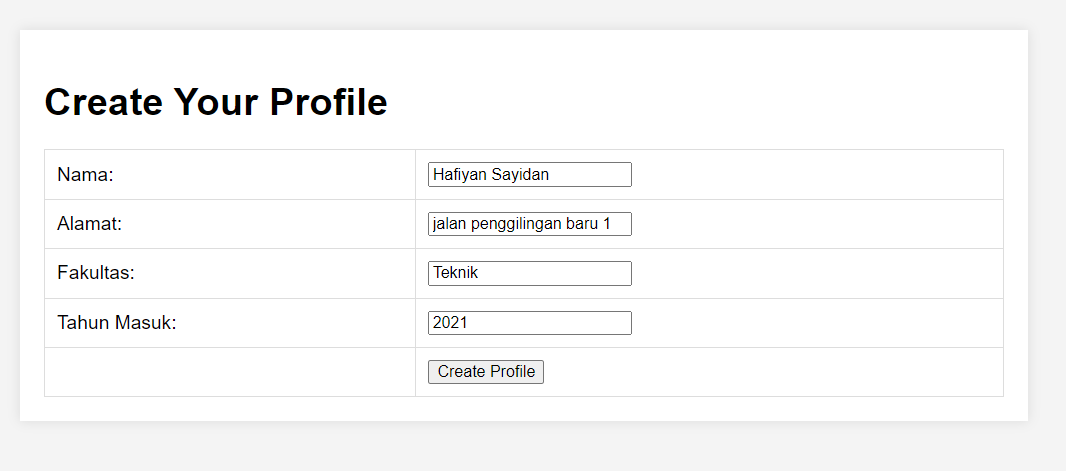 Create Your Profile
Nama: Hafiyan Sayidan
Alamat: jalan penggilingan baru 1
Fakultas: Teknik
Tahun Masuk: 2021
Create Profile